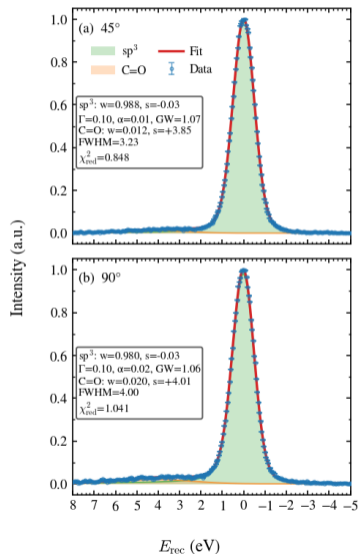 (a) 45°
sp³ Fit
C=O Data
sp³: w=0.988, s=-0.03
Γ=0.10, α=0.01, GW=1.07
C=O: w=0.012, s=+3.85
FWHM=3.23
χ²red=0.848
1.0
0.8
0.6
0.4
0.2
0.0
Intensity (a.u.)
(b) 90°
sp³: w=0.980, s=-0.03
Γ=0.10, α=0.02, GW=1.06
C=O: w=0.020, s=+4.01
FWHM=4.00
χ²red=1.041
1.0
0.8
0.6
0.4
0.2
0.0
8 7 6 5 4 3 2 1 0 −1 −2 −3 −4 −5
Erec (eV)